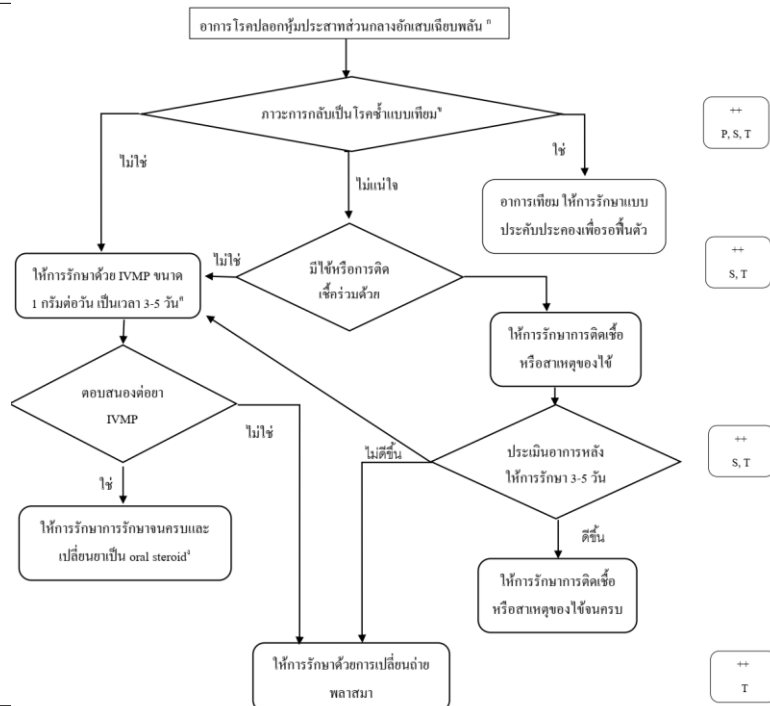 อาการโรคปลอกหุ้มประสาทส่วนกลางอักเสบเฉียบพลัน ก
ภาวะการกลับเป็นโรคซ้ำแบบเทียมข
++
P, S, T
ไม่ใช่
ไม่แน่ใจ
ใช่
อาการเทียม ให้การรักษาแบบ
ประคับประคองเพื่อรอฟื้นตัว
ให้การรักษาด้วย IVMP ขนาด
1 กรัมต่อวัน เป็นเวลา 3-5 วันค
ไม่ใช่
มีไข้หรือการติด
เชื้อร่วมด้วย
ใช่
++
S, T
ให้การรักษาการติดเชื้อ
หรือสาเหตุของไข้
ตอบสนองต่อยา
IVMP
ไม่ใช่
ใช่
ไม่ดีขึ้น
ประเมินอาการหลัง
ให้การรักษา 3-5 วัน
++
S, T
ให้การรักษาการรักษาจนครบและ
เปลี่ยนยาเป็น oral steroidง
ดีขึ้น
ให้การรักษาการติดเชื้อ
หรือสาเหตุของไข้จนครบ
ให้การรักษาด้วยการเปลี่ยนถ่าย
พลาสมา
++
T